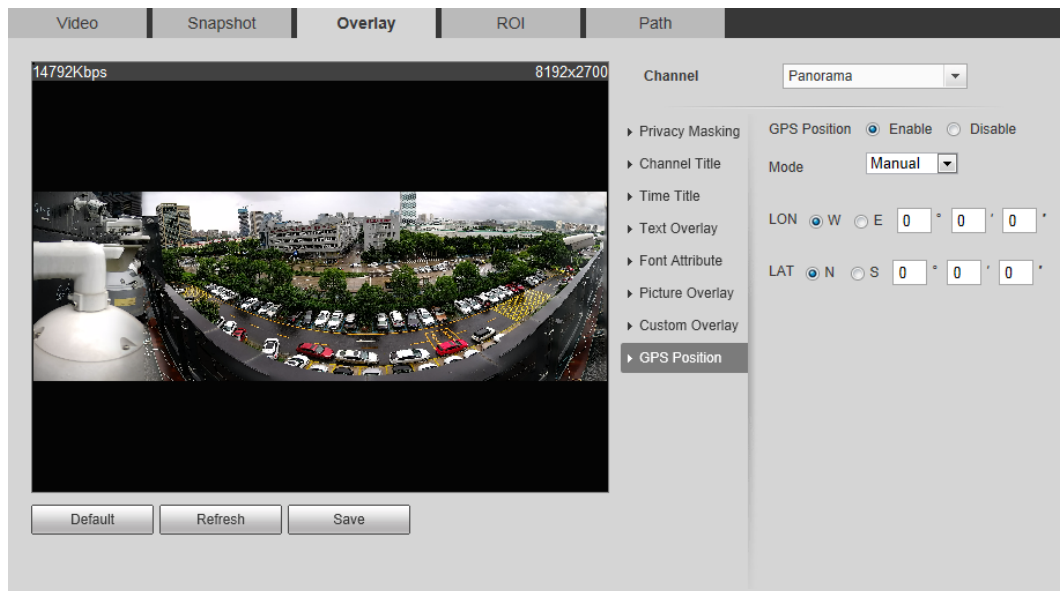 Video Snapshot Overlay ROI Path
14792Kbps 8192x2700
Channel Panorama
Privacy Masking
Channel Title
Time Title
Text Overlay
Font Attribute
Picture Overlay
Custom Overlay
GPS Position
GPS Position Enable Disable
Mode Manual
LON W E 0 ° 0 ' 0 "
LAT N S 0 ° 0 ' 0 "
Default Refresh Save